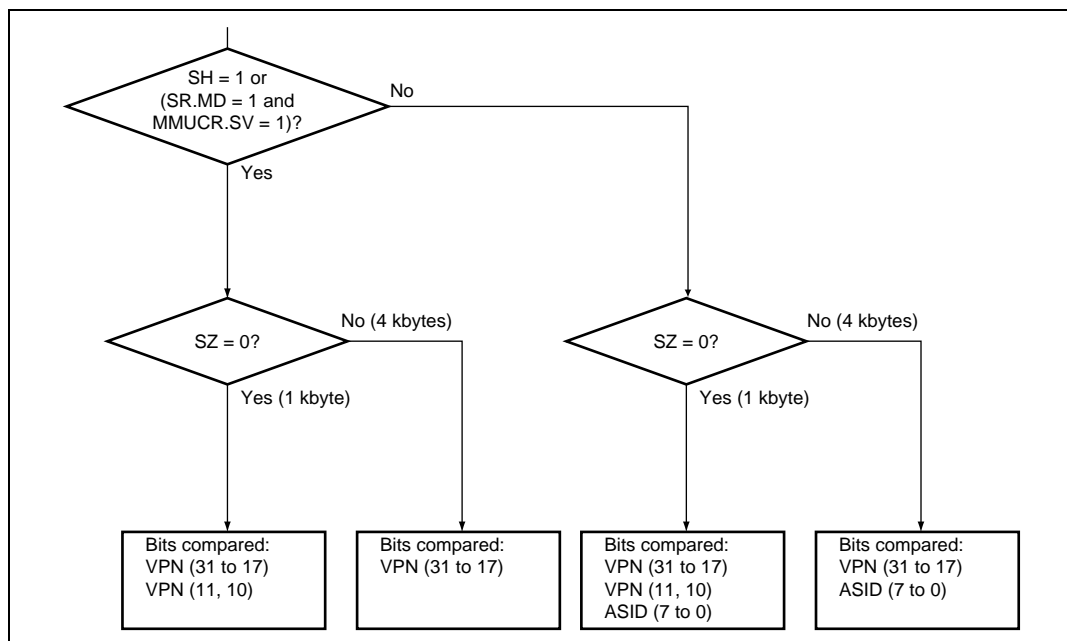 SH = 1 or
(SR.MD = 1 and
MMUCR.SV = 1)?
No
Yes
SZ = 0?
No (4 kbytes)
Yes (1 kbyte)
SZ = 0?
No (4 kbytes)
Yes (1 kbyte)
Bits compared:
VPN (31 to 17)
VPN (11, 10)
Bits compared:
VPN (31 to 17)
Bits compared:
VPN (31 to 17)
VPN (11, 10)
ASID (7 to 0)
Bits compared:
VPN (31 to 17)
ASID (7 to 0)